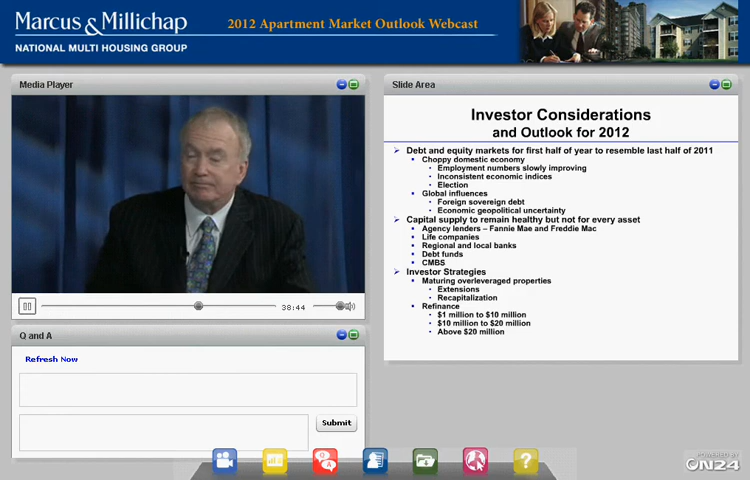 Marcus & Millichap
NATIONAL MULTI HOUSING GROUP
2012 Apartment Market Outlook Webcast
Media Player
38:44
Q and A
Refresh Now
Submit
Slide Area
Investor Considerations
and Outlook for 2012
Debt and equity markets for first half of year to resemble last half of 2011
Choppy domestic economy
Employment numbers slowly improving
Inconsistent economic indices
Election
Global influences
Foreign sovereign debt
Economic geopolitical uncertainty
Capital supply to remain healthy but not for every asset
Agency lenders – Fannie Mae and Freddie Mac
Life companies
Regional and local banks
Debt funds
CMBS
Investor Strategies
Maturing overleveraged properties
Extensions
Recapitalization
Refinance
$1 million to $10 million
$10 million to $20 million
Above $20 million
Q
A
?
POWERED BY
ON24